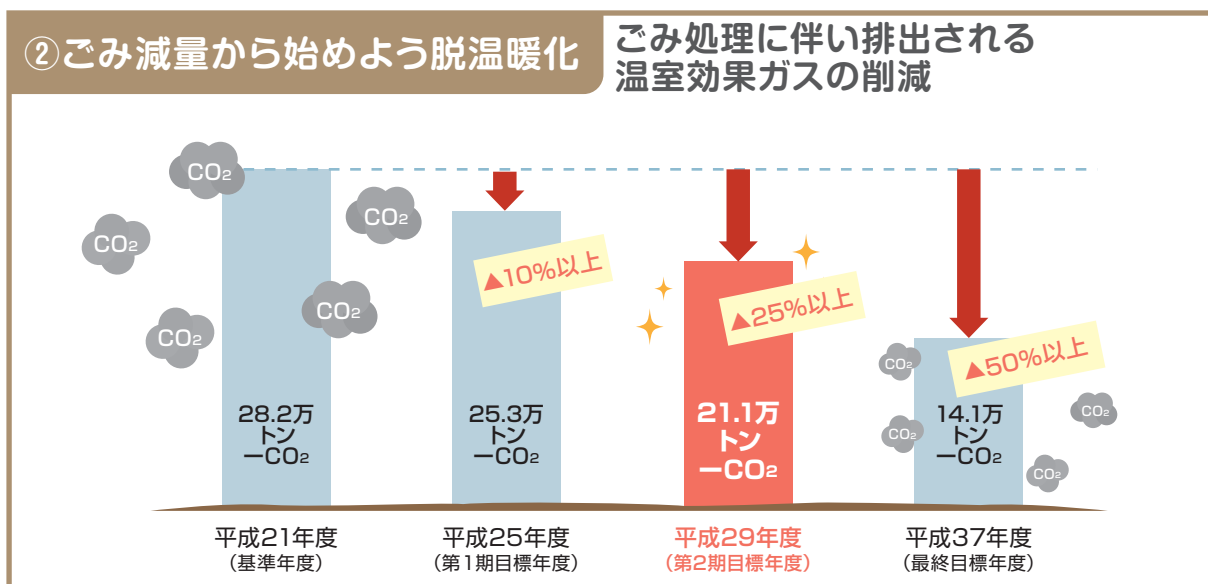 ②ごみ減量から始めよう脱温暖化
ごみ処理に伴い排出される
温室効果ガスの削減
CO₂
CO₂
CO₂
CO₂
CO₂
▲10%以上
▲25%以上
▲50%以上
CO₂
CO₂
CO₂
CO₂
28.2万
トン
ーCO₂
25.3万
トン
ーCO₂
21.1万
トン
ーCO₂
14.1万
トン
ーCO₂
平成21年度
(基準年度)
平成25年度
(第1期目標年度)
平成29年度
(第2期目標年度)
平成37年度
(最終目標年度)